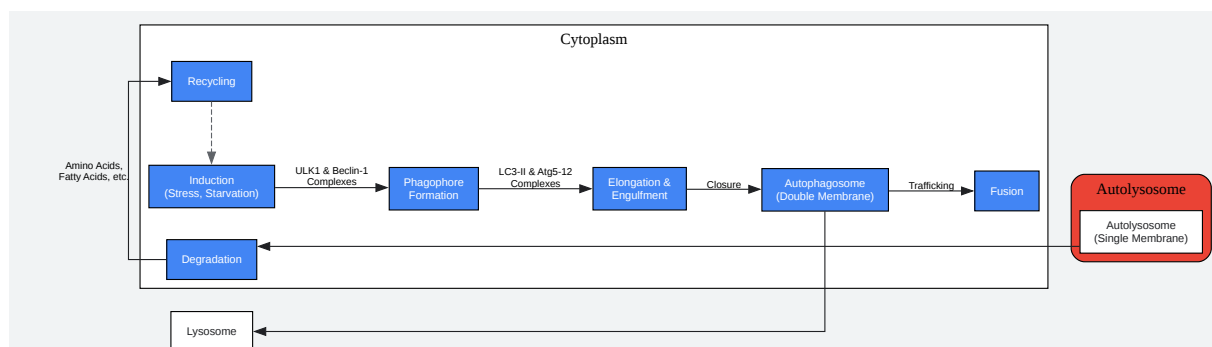 Cytoplasm
Recycling
Amino Acids,
Fatty Acids, etc.
Induction
(Stress, Starvation)
ULK1 & Beclin-1
Complexes
Phagophore
Formation
LC3-II & Atg5-12
Complexes
Elongation &
Engulfment
Closure
Autophagosome
(Double Membrane)
Trafficking
Fusion
Autolysosome
Autolysosome
(Single Membrane)
Degradation
Lysosome